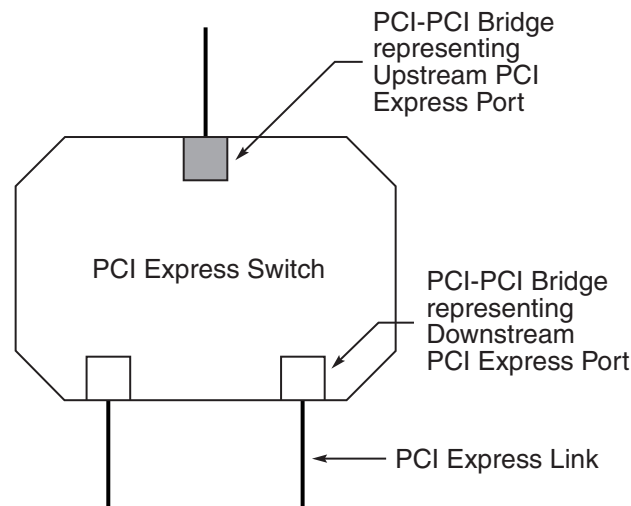 PCI-PCI Bridge
representing
Upstream PCI
Express Port
PCI Express Switch
PCI-PCI Bridge
representing
Downstream
PCI Express Port
PCI Express Link